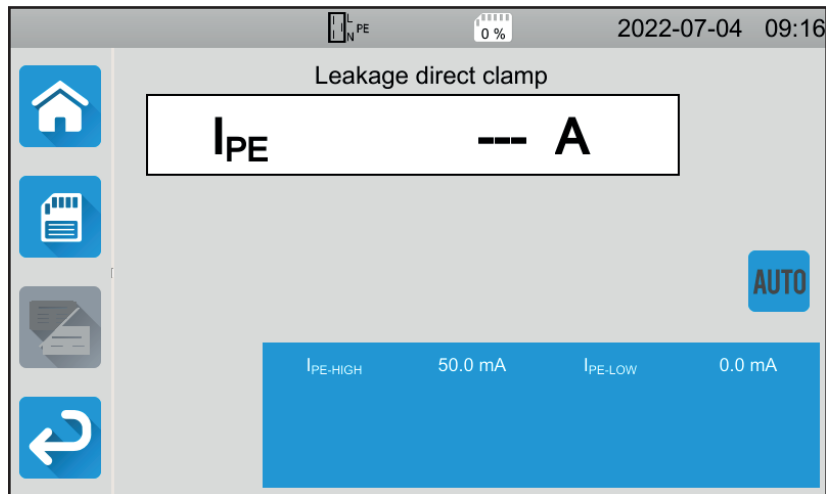 L
N PE
0 %
2022-07-04 09:16
Leakage direct clamp
IPE --- A
AUTO
IPE-HIGH 50.0 mA IPE-LOW 0.0 mA